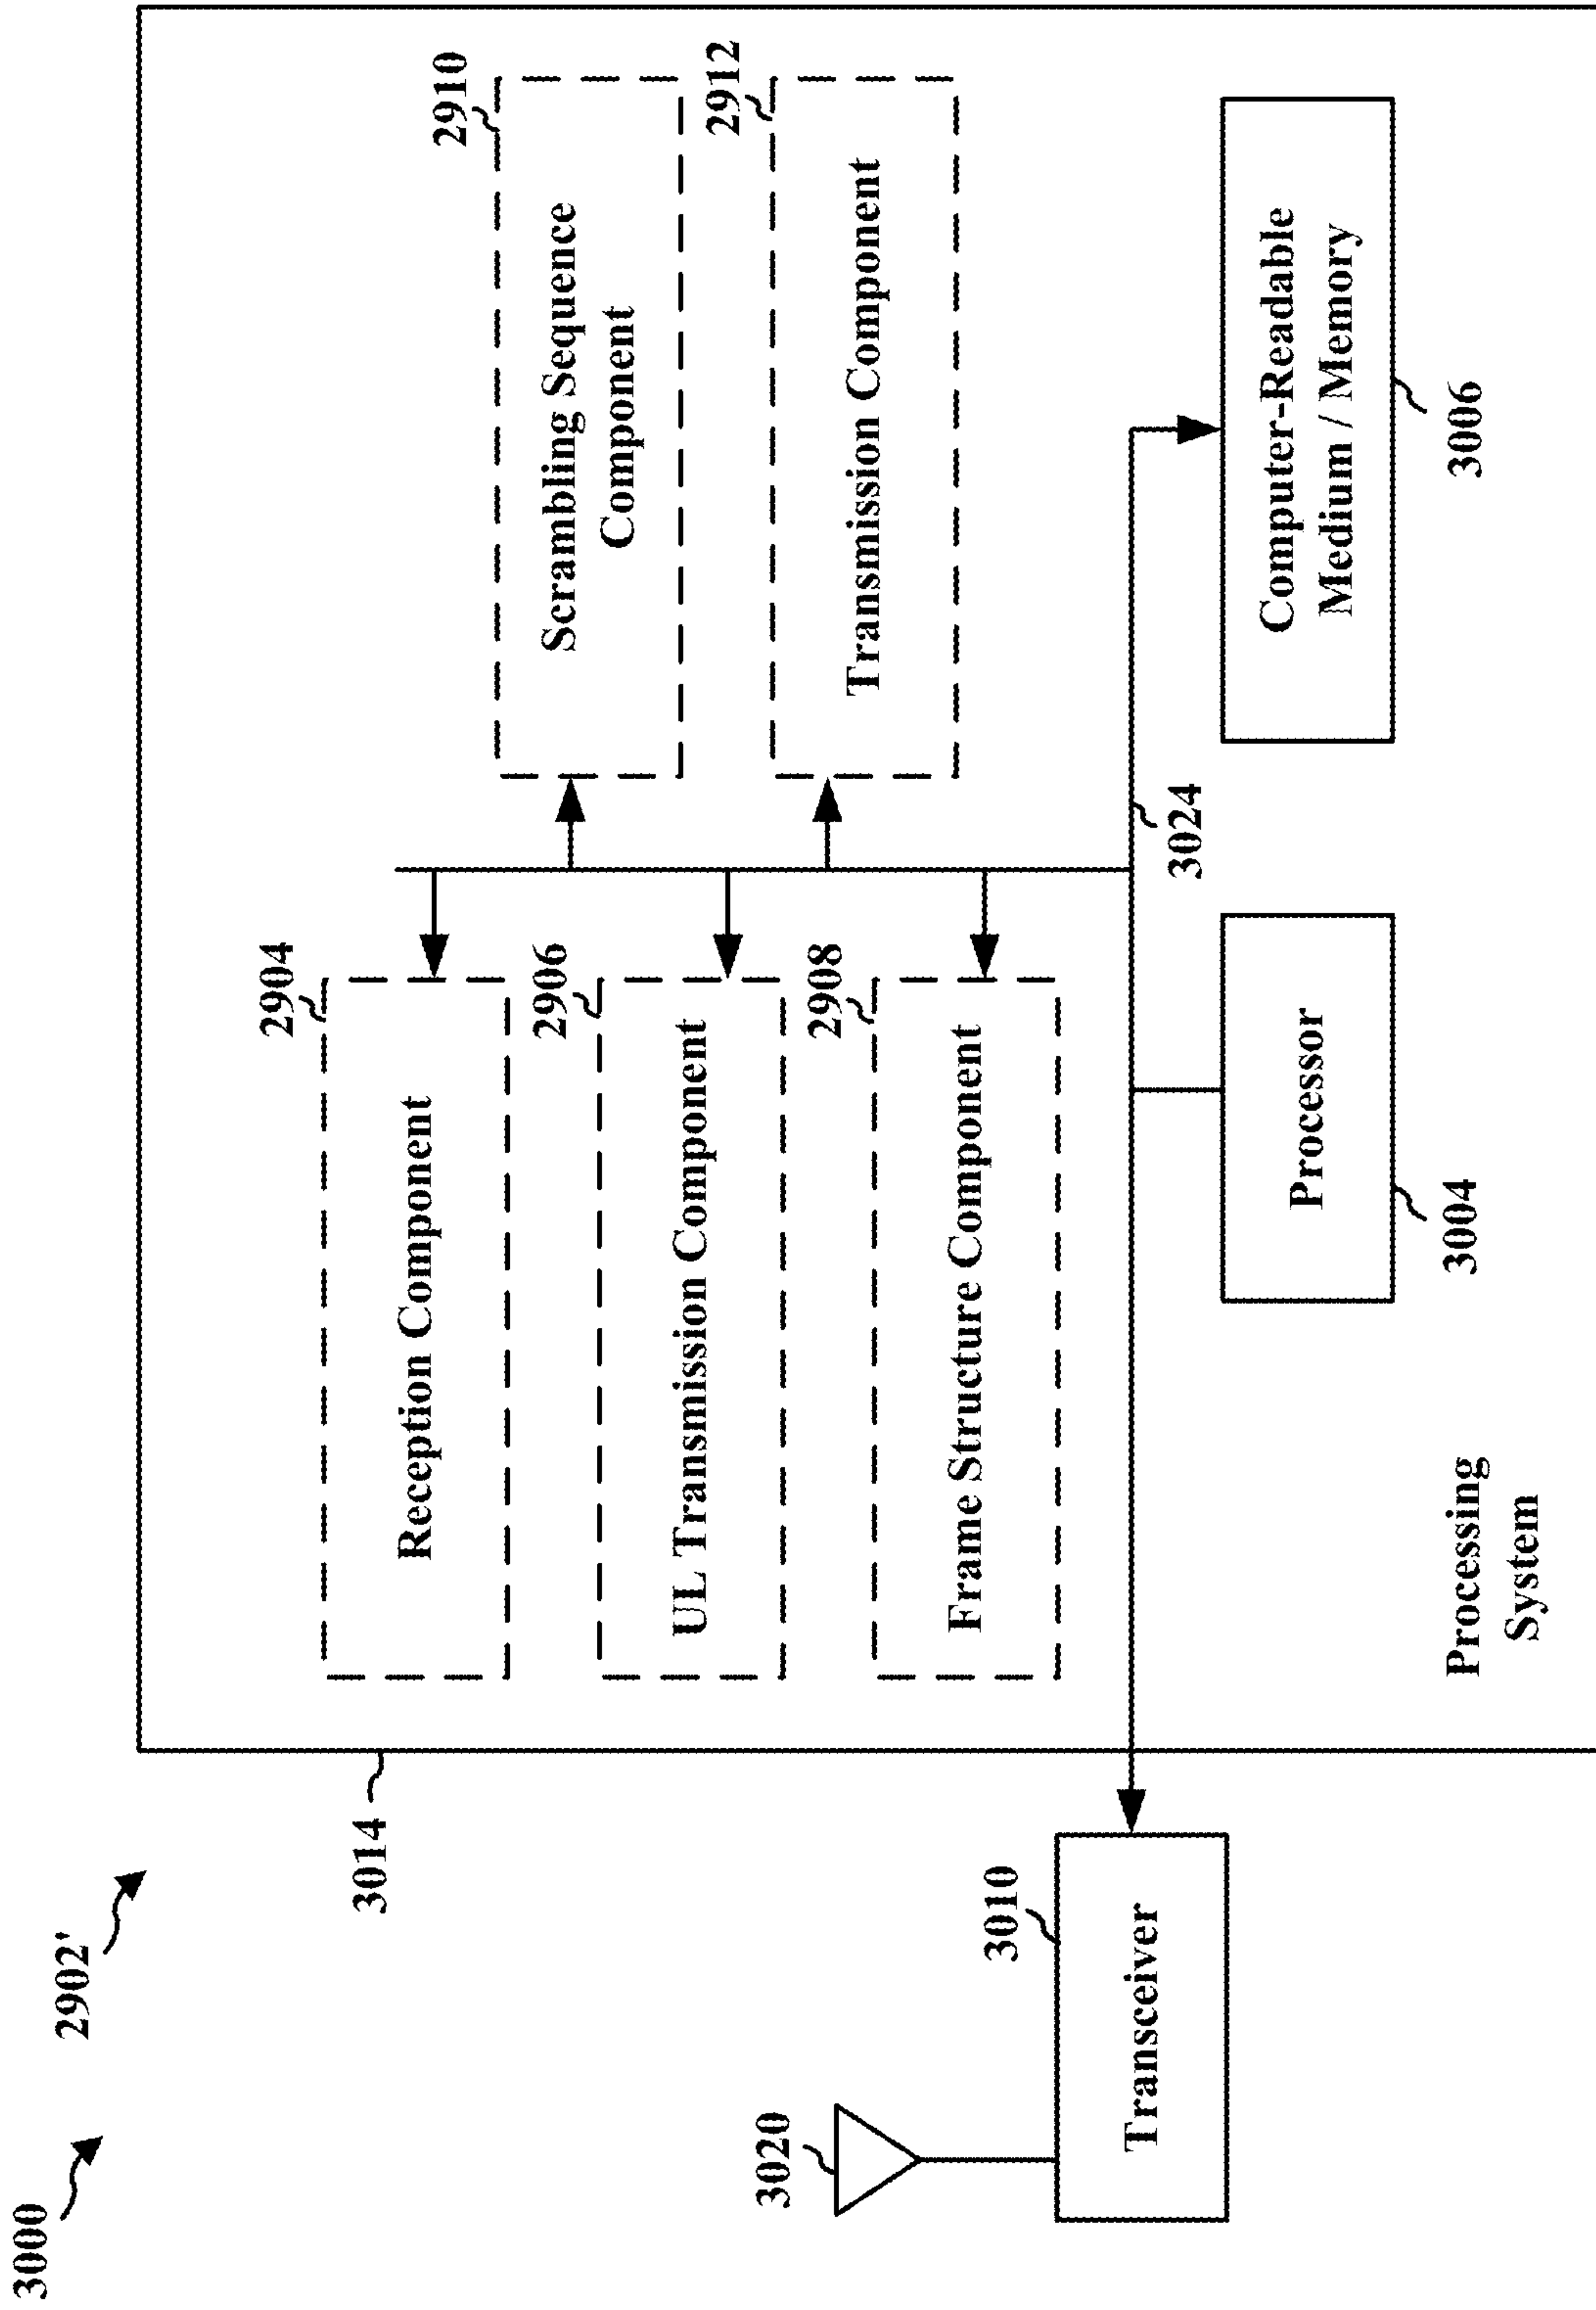 3000
2902'
3014
2904
Reception Component
2910
Scrambling Sequence
Component
2906
UL Transmission Component
2912
Transmission Component
2908
Frame Structure Component
3020
3010
Transceiver
3024
Processor
3004
Computer-Readable
Medium / Memory
3006
Processing
System